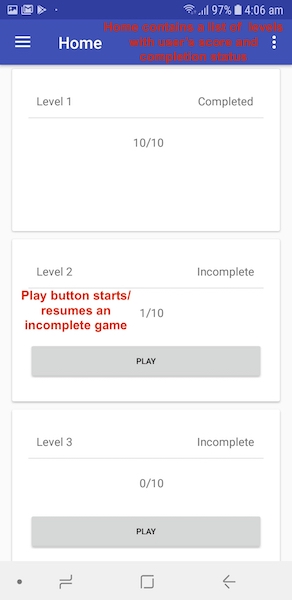 97% 4:06 am
Home contains a list of levels
Home with user's score and
completion status
Level 1 Completed
10/10
Level 2 Incomplete
Play button starts/
resumes an
incomplete game
1/10
PLAY
Level 3 Incomplete
0/10
PLAY